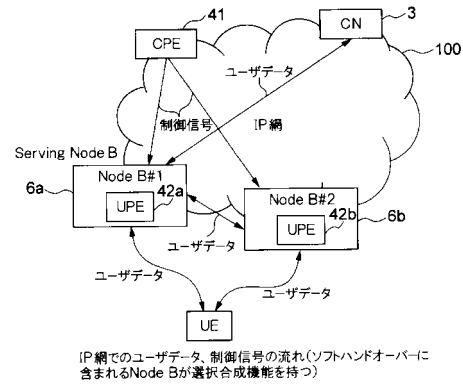 41
CPE
CN
3
100
ユーザデータ
制御信号
IP網
Serving Node B
6a
Node B#1
UPE
42a
Node B#2
UPE
42b
6b
ユーザデータ
ユーザデータ
ユーザデータ
UE
IP網でのユーザデータ、制御信号の流れ(ソフトハンドオーバーに
含まれるNode Bが選択合成機能を持つ)